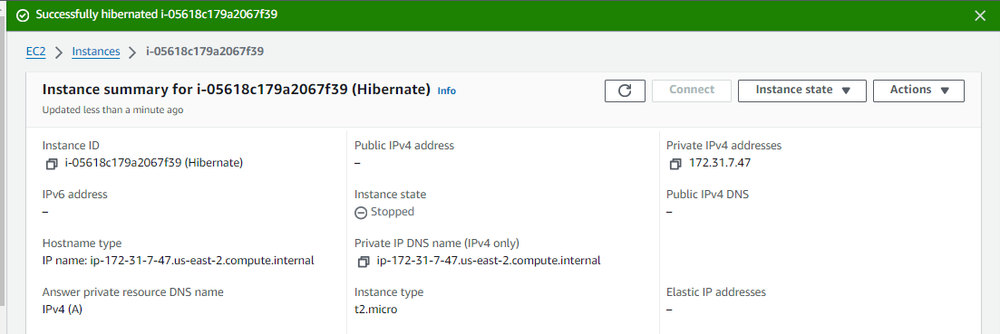 Successfully hibernated i-05618c179a2067f39
EC2 > Instances > i-05618c179a2067f39
Instance summary for i-05618c179a2067f39 (Hibernate) Info
Updated less than a minute ago
Connect
Instance state
Actions
Instance ID
i-05618c179a2067f39 (Hibernate)
Public IPv4 address
–
Private IPv4 addresses
172.31.7.47
IPv6 address
–
Instance state
Stopped
Public IPv4 DNS
–
Hostname type
IP name: ip-172-31-7-47.us-east-2.compute.internal
Private IP DNS name (IPv4 only)
ip-172-31-7-47.us-east-2.compute.internal
Answer private resource DNS name
IPv4 (A)
Instance type
t2.micro
Elastic IP addresses
–